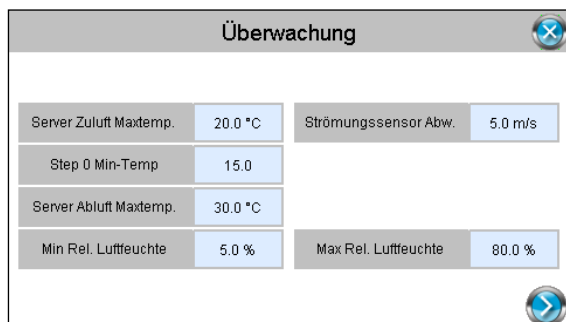 Überwachung
Server Zuluft Maxtemp. 20.0 °C Strömungssensor Abw. 5.0 m/s
Step 0 Min-Temp 15.0
Server Abluft Maxtemp. 30.0 °C
Min Rel. Luftfeuchte 5.0 % Max Rel. Luftfeuchte 80.0 %